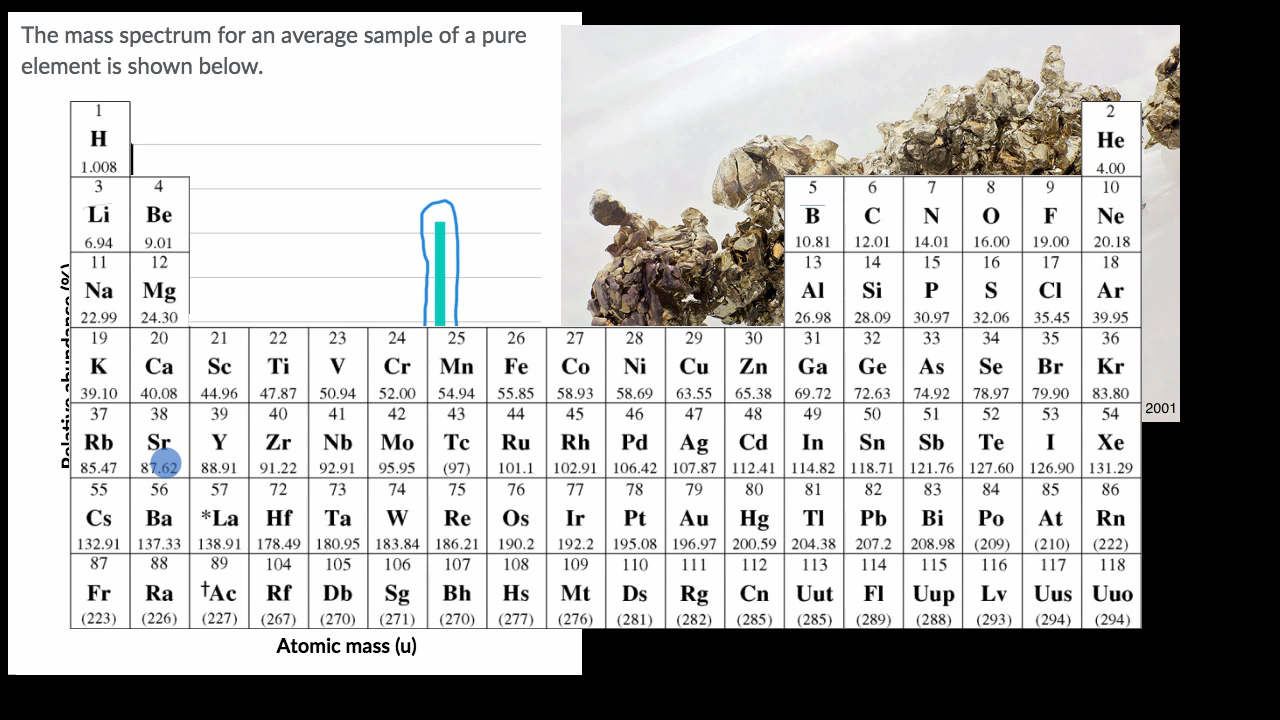 The mass spectrum for an average sample of a pure
element is shown below.
1 2
H He
1.008 4.00
3 4 5 6 7 8 9 10
Li Be B C N O F Ne
6.94 9.01 10.81 12.01 14.01 16.00 19.00 20.18
11 12 13 14 15 16 17 18
Na Mg Al Si P S Cl Ar
22.99 24.30 26.98 28.09 30.97 32.06 35.45 39.95
19 20 21 22 23 24 25 26 27 28 29 30 31 32 33 34 35 36
K Ca Sc Ti V Cr Mn Fe Co Ni Cu Zn Ga Ge As Se Br Kr
39.10 40.08 44.96 47.87 50.94 52.00 54.94 55.85 58.93 58.69 63.55 65.38 69.72 72.63 74.92 78.97 79.90 83.80
2001
37 38 39 40 41 42 43 44 45 46 47 48 49 50 51 52 53 54
Rb Sr Y Zr Nb Mo Tc Ru Rh Pd Ag Cd In Sn Sb Te I Xe
85.47 87.62 88.91 91.22 92.91 95.95 (97) 101.1 102.91 106.42 107.87 112.41 114.82 118.71 121.76 127.60 126.90 131.29
55 56 57 72 73 74 75 76 77 78 79 80 81 82 83 84 85 86
Cs Ba *La Hf Ta W Re Os Ir Pt Au Hg Tl Pb Bi Po At Rn
132.91 137.33 138.91 178.49 180.95 183.84 186.21 190.2 192.2 195.08 196.97 200.59 204.38 207.2 208.98 (209) (210) (222)
87 88 89 104 105 106 107 108 109 110 111 112 113 114 115 116 117 118
Fr Ra †Ac Rf Db Sg Bh Hs Mt Ds Rg Cn Uut Fl Uup Lv Uus Uuo
(223) (226) (227) (267) (270) (271) (270) (277) (276) (281) (282) (285) (285) (289) (288) (293) (294) (294)
Atomic mass (u)